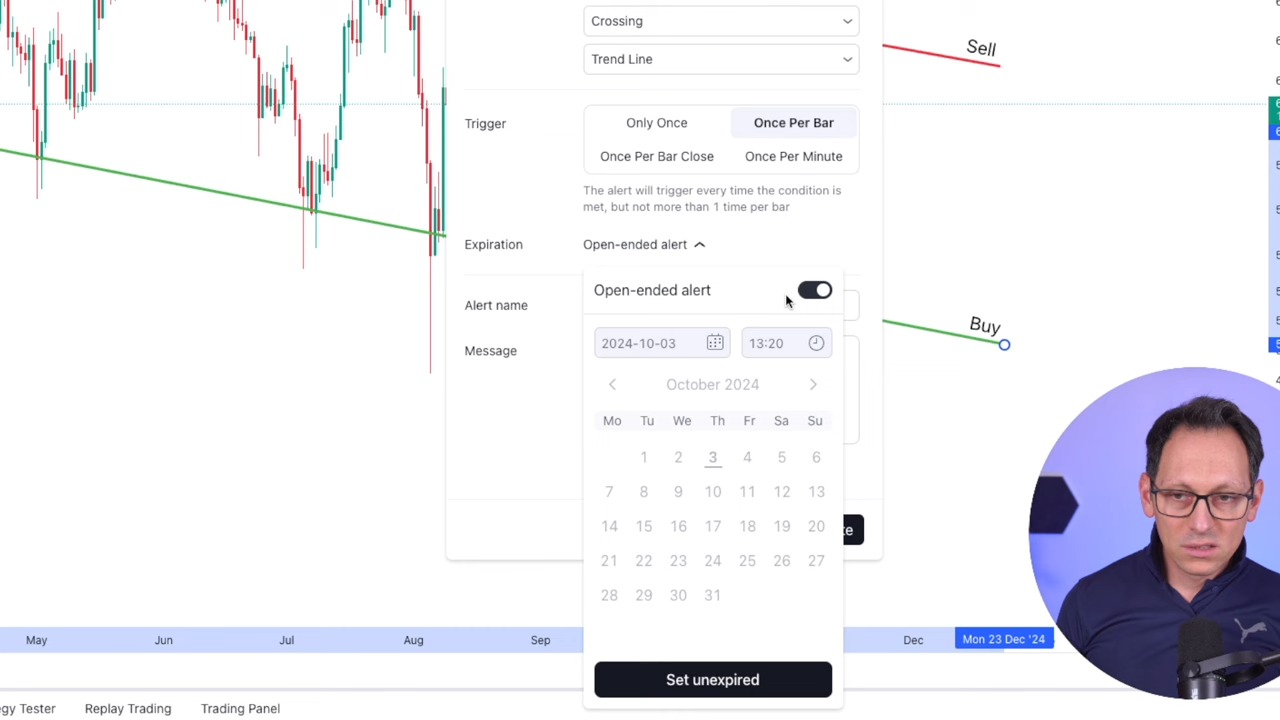 Crossing
Sell
Trend Line
Trigger
Only Once
Once Per Bar
Once Per Bar Close
Once Per Minute
The alert will trigger every time the condition is
met, but not more than 1 time per bar
Expiration
Open-ended alert
Open-ended alert
Alert name
Buy
2024-10-03
13:20
Message
October 2024
Mo Tu We Th Fr Sa Su
1 2 3 4 5 6
7 8 9 10 11 12 13
14 15 16 17 18 19 20
te
21 22 23 24 25 26 27
28 29 30 31
May Jun Jul Aug Sep Dec Mon 23 Dec '24
Set unexpired
egy Tester Replay Trading Trading Panel